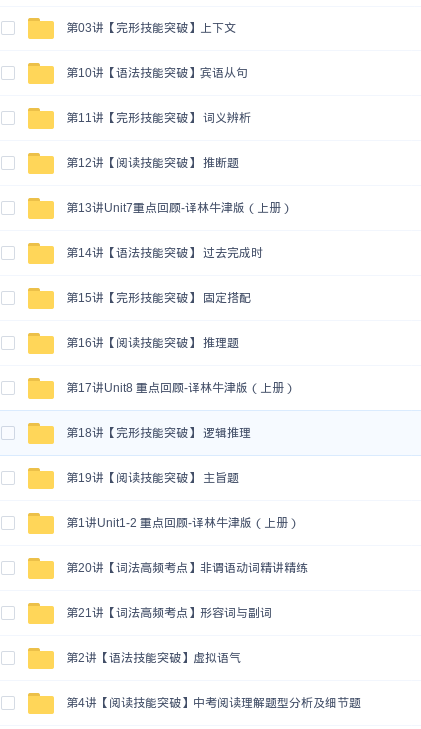 第03讲【完形技能突破】上下文
第10讲【语法技能突破】宾语从句
第11讲【完形技能突破】 词义辨析
第12讲【阅读技能突破】 推断题
第13讲Unit7重点回顾-译林牛津版（上册）
第14讲【语法技能突破】 过去完成时
第15讲【完形技能突破】 固定搭配
第16讲【阅读技能突破】 推理题
第17讲Unit8 重点回顾-译林牛津版（上册）
第18讲【完形技能突破】 逻辑推理
第19讲【阅读技能突破】 主旨题
第1讲Unit1-2 重点回顾-译林牛津版（上册）
第20讲【词法高频考点】非谓语动词精讲精练
第21讲【词法高频考点】形容词与副词
第2讲【语法技能突破】虚拟语气
第4讲【阅读技能突破】中考阅读理解题型分析及细节题